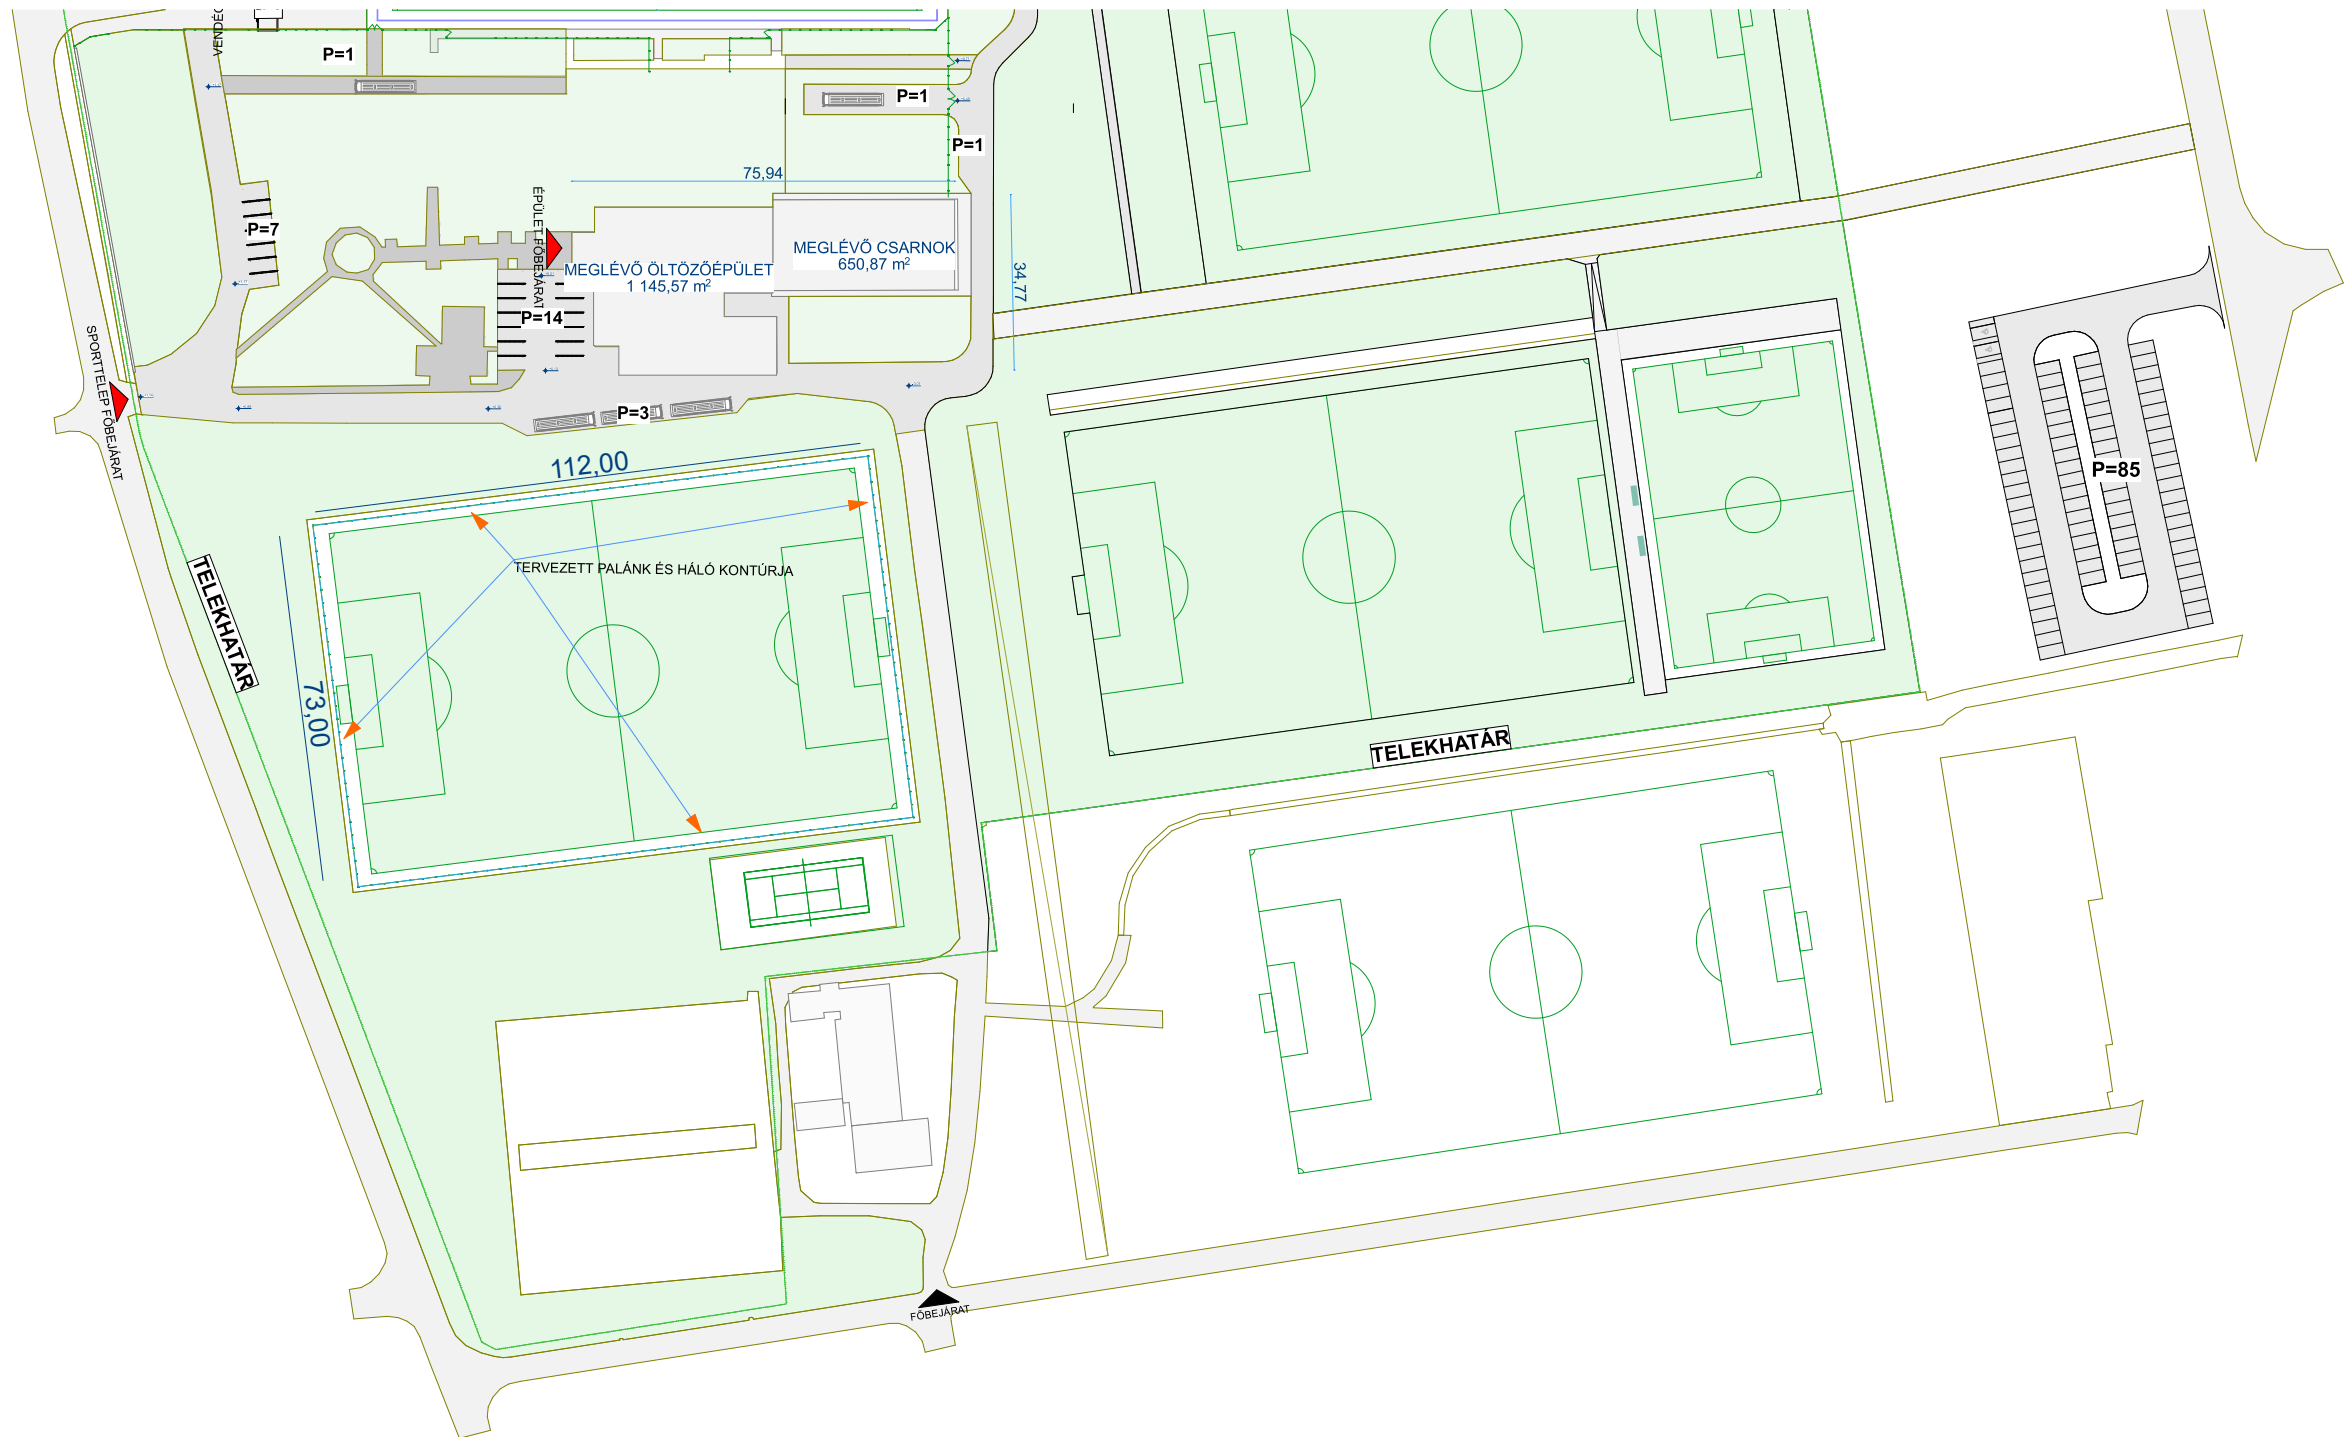 VENDÉG
P=1
P=1
P=1
75,94
P=7
ÉPÜLET FŐBEJÁRAT
MEGLÉVŐ CSARNOK
650,87 m²
MEGLÉVŐ ÖLTÖZŐÉPÜLET
1 145,57 m²
34,77
P=14
SPORTTELEP FŐBEJÁRAT
P=3
112,00
P=85
TERVEZETT PALÁNK ÉS HÁLÓ KONTÚRJA
TELEKHATÁR
73,00
TELEKHATÁR
FŐBEJÁRAT